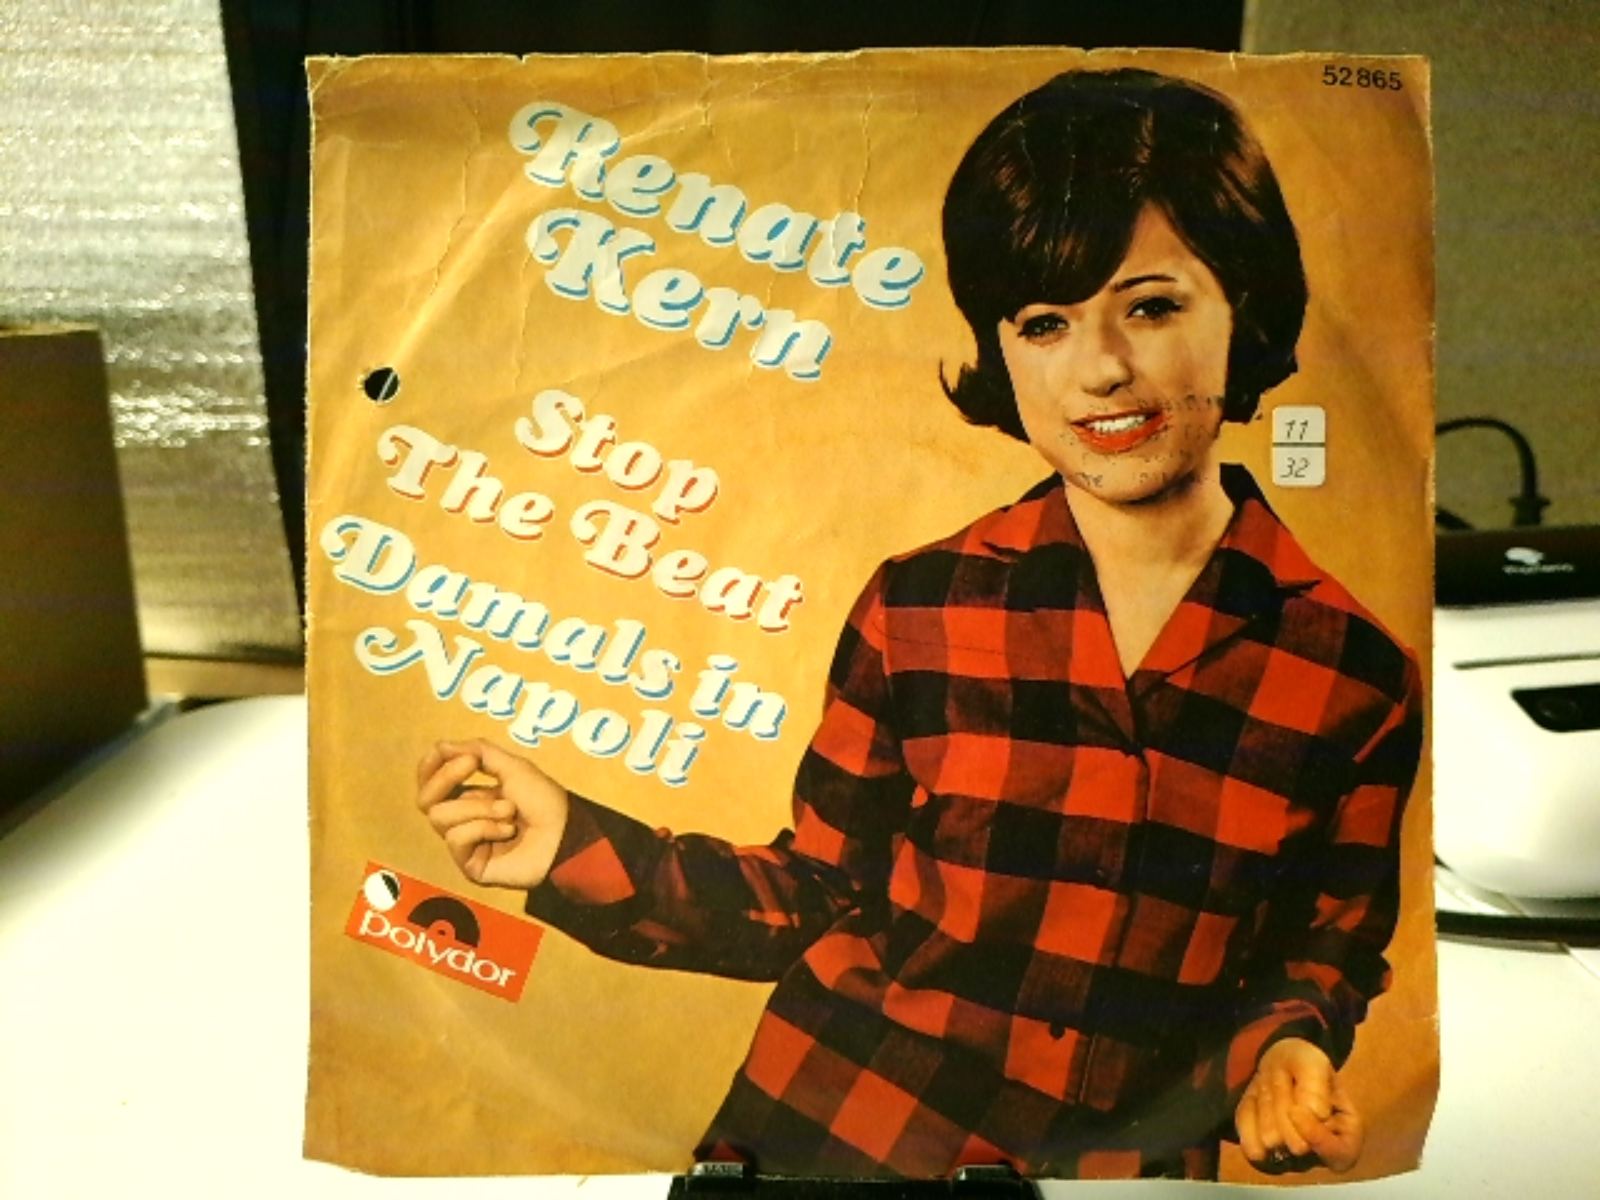 52865
Renate
Kern
Stop
The Beat
Damals in
Napoli
11
32
polydor